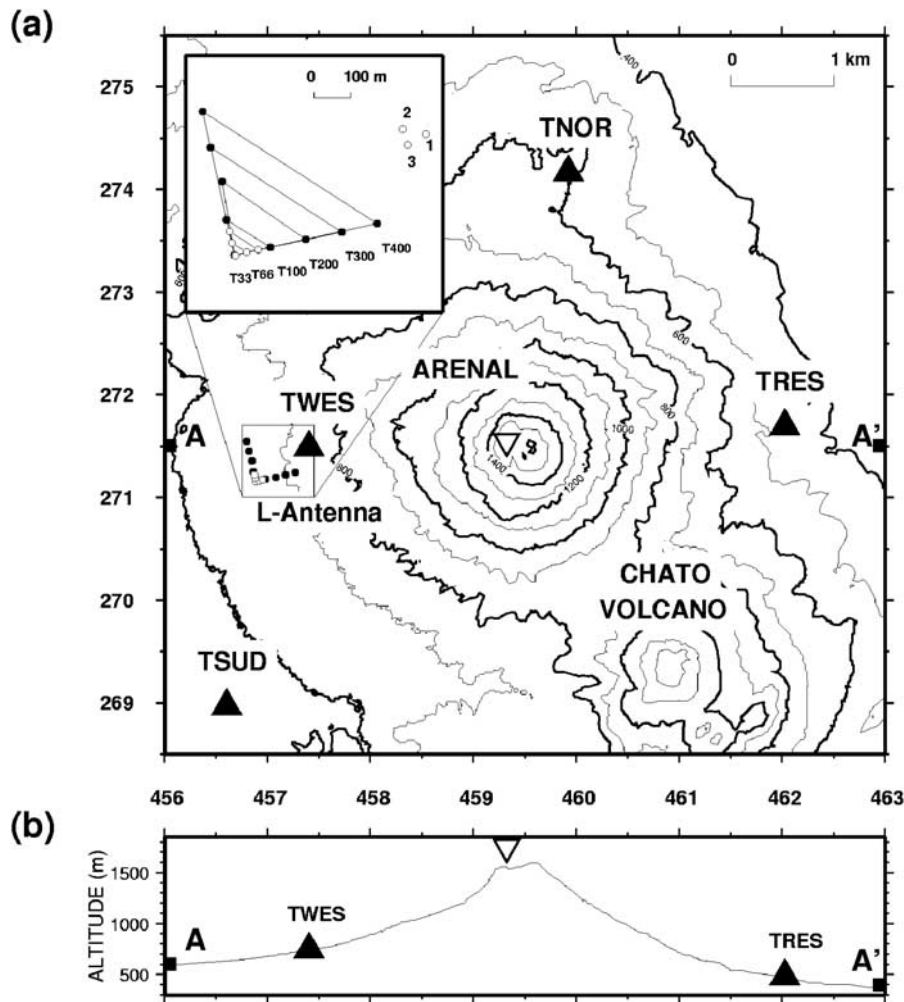 (a)
0 1 km
0 100 m
2
1
3
T33 T66 T100 T200 T300 T400
275
274
273
272
271
270
269
400
TNOR
600
600
ARENAL
TRES
TWES
800
1000
A
A'
1400
800
1200
L-Antenna
CHATO
VOLCANO
TSUD
456 457 458 459 460 461 462 463
(b)
ALTITUDE (m)
1500
1000
500
TWES
A
TRES
A'